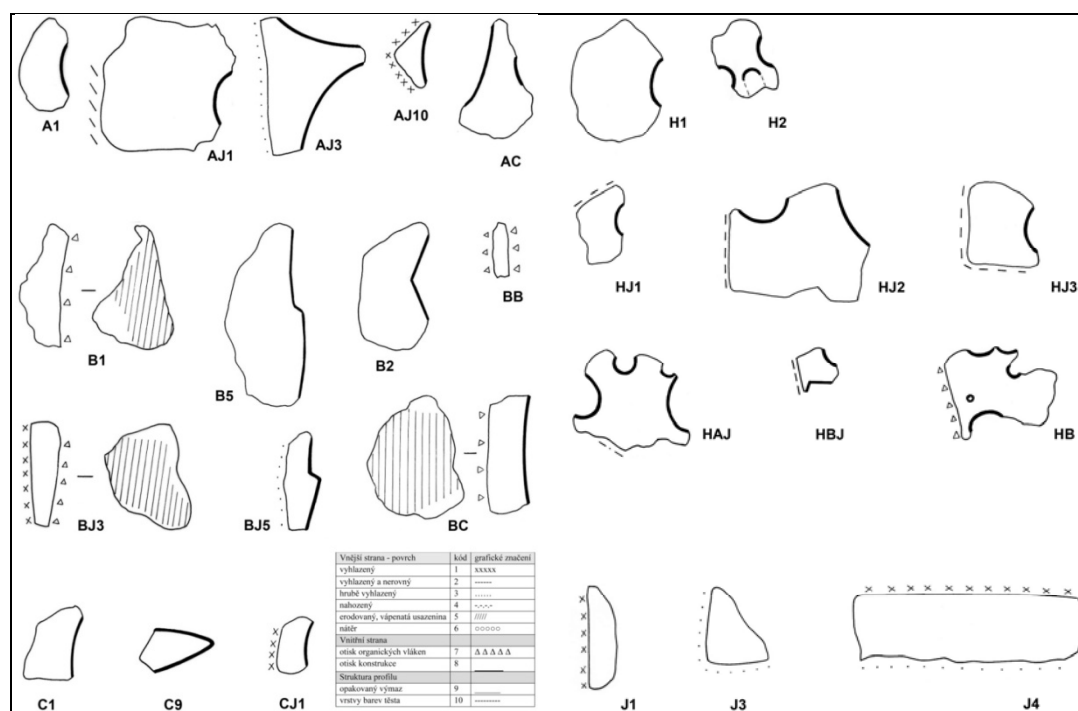 A1
AJ1
AJ3
AJ10
AC
H1
H2
B1
B5
B2
BB
HJ1
HJ2
HJ3
BJ3
BJ5
BC
HAJ
HBJ
HB
C1
C9
CJ1
Vnější strana - povrch kód grafické značení
vyhlazený 1 xxxxx
vyhlazený a nerovný 2 ------
hrubě vyhlazený 3 ......
nahozený 4 -.-.-.-
erodovaný, vápenatá usazenina 5 /////
nátěr 6 ○○○○○
Vnitřní strana
otisk organických vláken 7 Δ Δ Δ Δ Δ
otisk konstrukce 8 ______
Struktura profilu
opakovaný výmaz 9 ______
vrstvy barev těsta 10 ---------
J1
J3
J4